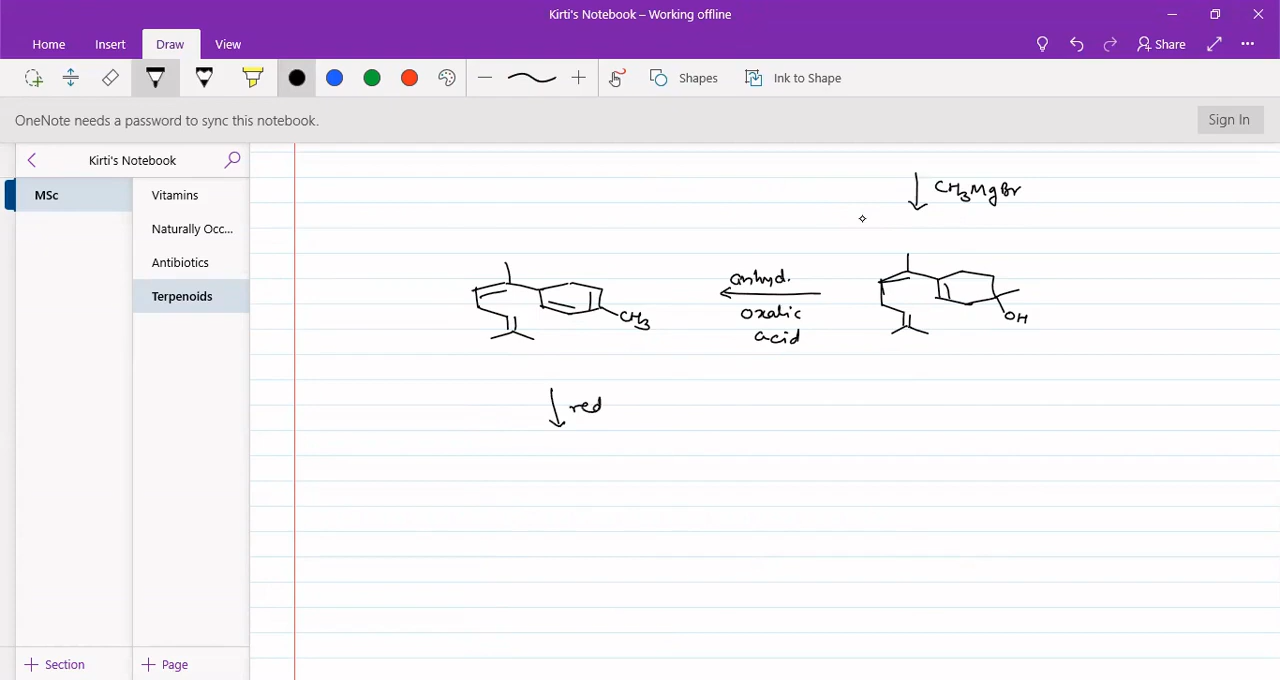 Kirti's Notebook – Working offline
Home Insert Draw View
Share
Shapes Ink to Shape
OneNote needs a password to sync this notebook.
Sign In
Kirti's Notebook
MSc
Vitamins
Naturally Occ...
Antibiotics
Terpenoids
CH3MgBr
anhyd.
oxalic
acid
OH
CH3
red
Section
Page